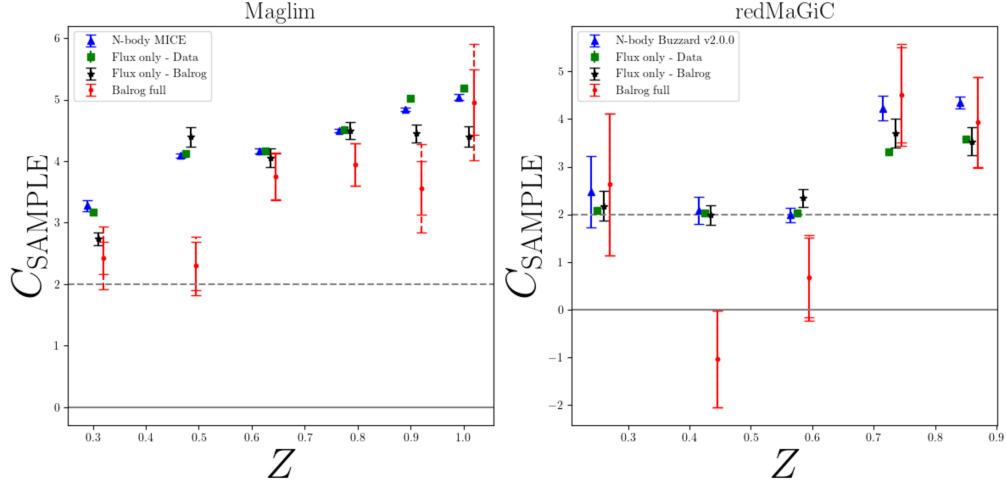 Maglim
N-body MICE
Flux only - Data
Flux only - Balrog
Balrog full
C_SAMPLE
6
5
4
3
2
1
0
0.3 0.4 0.5 0.6 0.7 0.8 0.9 1.0
Z
redMaGiC
N-body Buzzard v2.0.0
Flux only - Data
Flux only - Balrog
Balrog full
C_SAMPLE
5
4
3
2
1
0
−1
−2
0.3 0.4 0.5 0.6 0.7 0.8 0.9
Z